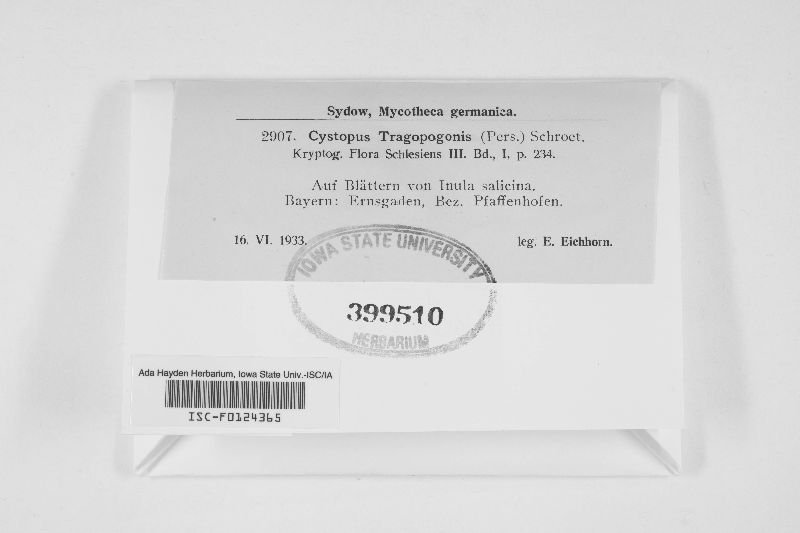 Sydow, Mycotheca germanica.
2907. Cystopus Tragopogonis (Pers.) Schroet.
Kryptog. Flora Schlesiens III. Bd., I, p. 234.
Auf Blättern von Inula salicina.
Bayern: Ernsgaden, Bez. Pfaffenhofen.
16. VI. 1933. leg. E. Eichhorn.
IOWA STATE UNIVERSITY
399510
HERBARIUM
Ada Hayden Herbarium, Iowa State Univ.-ISC/IA
ISC-F0124365